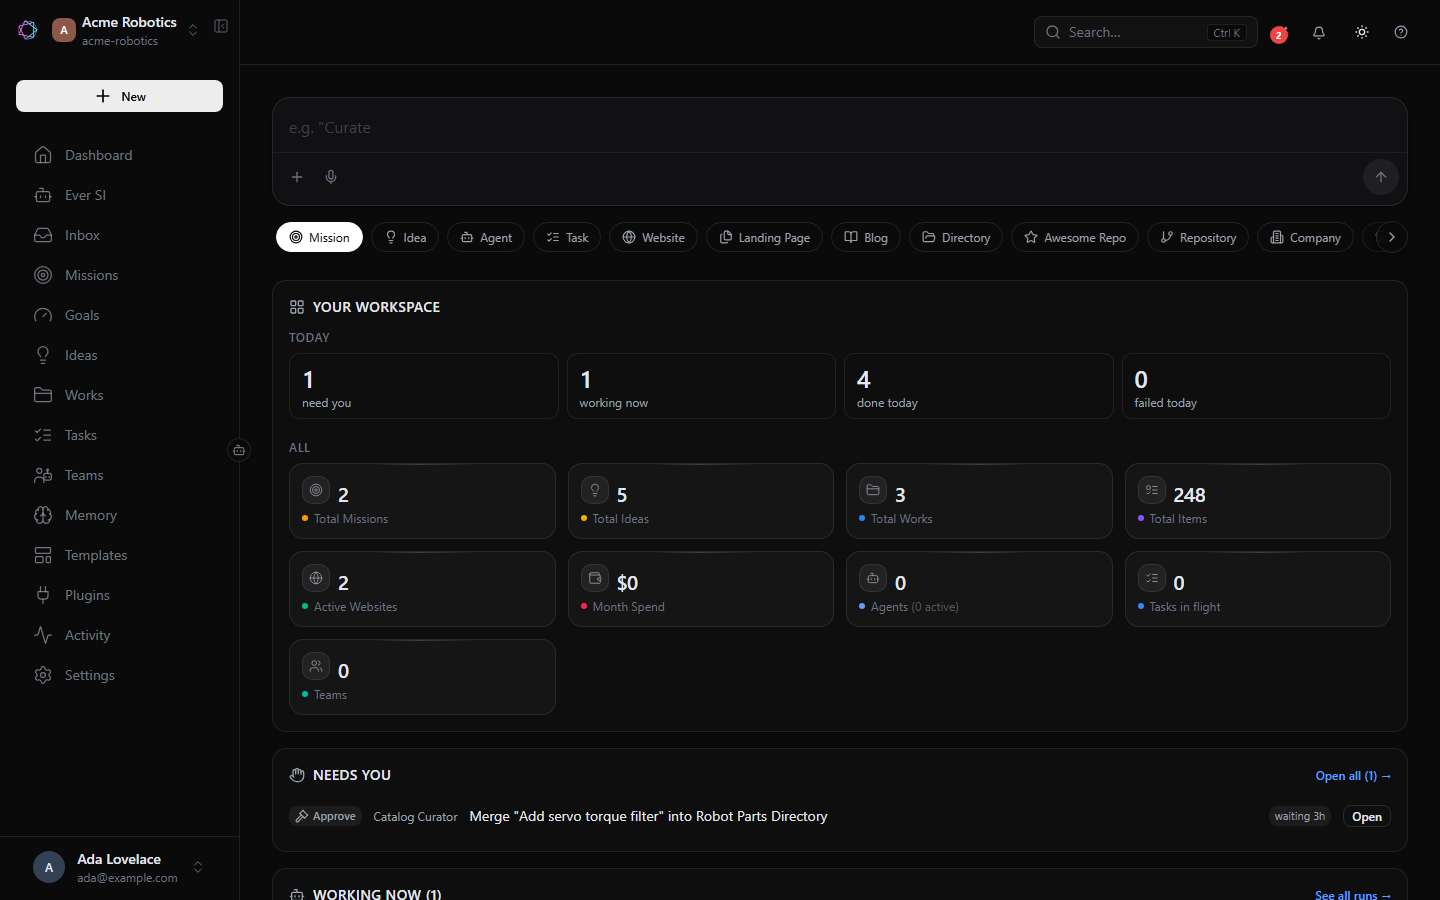 A
Acme Robotics
acme-robotics
Search...
Ctrl K
2
New
Dashboard
Ever SI
Inbox
Missions
Goals
Ideas
Works
Tasks
Teams
Memory
Templates
Plugins
Activity
Settings
A
Ada Lovelace
ada@example.com
e.g. "Curate
Mission
Idea
Agent
Task
Website
Landing Page
Blog
Directory
Awesome Repo
Repository
Company
YOUR WORKSPACE
TODAY
1
need you
1
working now
4
done today
0
failed today
ALL
2
Total Missions
5
Total Ideas
3
Total Works
248
Total Items
2
Active Websites
$0
Month Spend
0
Agents (0 active)
0
Tasks in flight
0
Teams
NEEDS YOU
Open all (1) →
Approve
Catalog Curator
Merge "Add servo torque filter" into Robot Parts Directory
waiting 3h
Open
WORKING NOW (1)
See all runs →